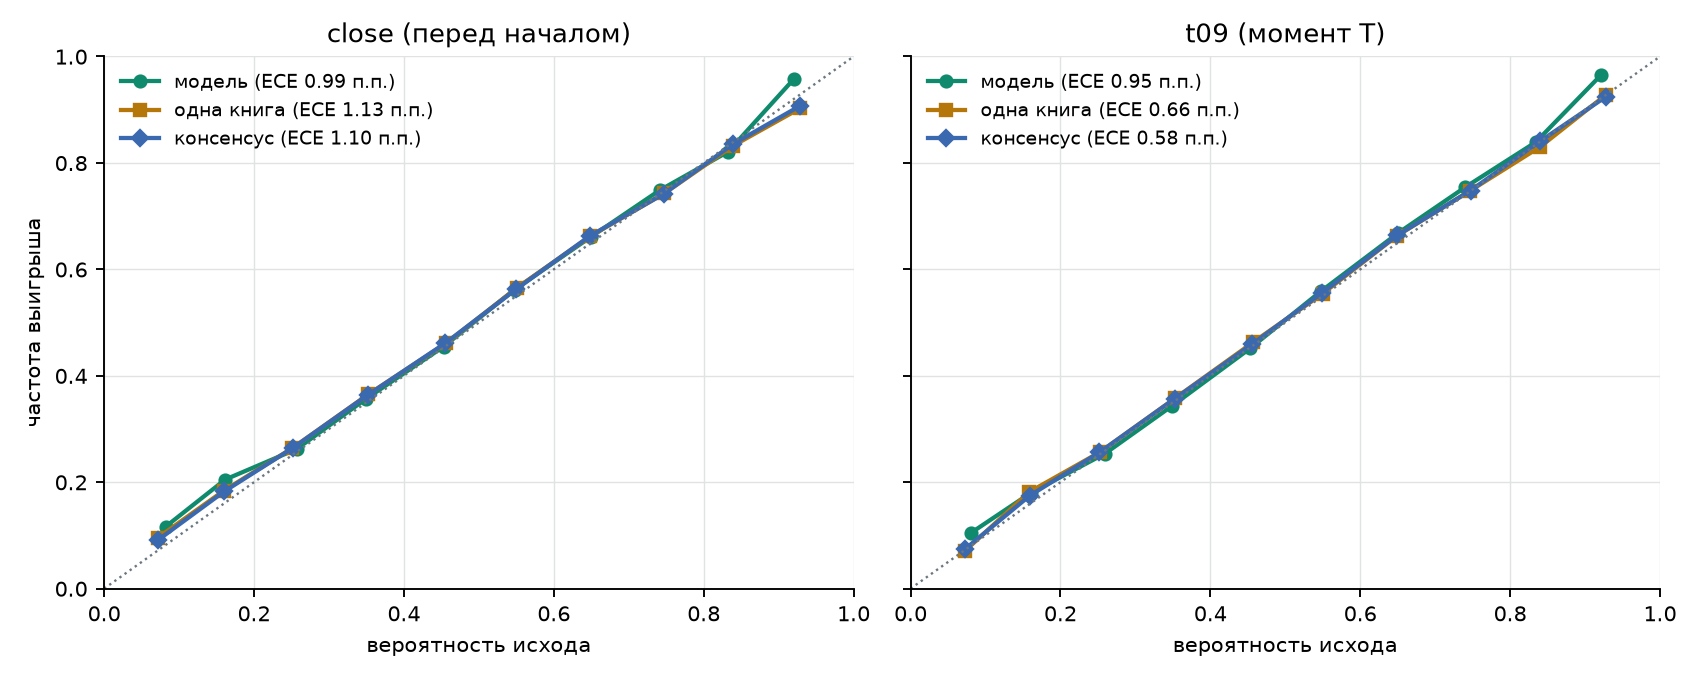 close (перед началом)
модель (ECE 0.99 п.п.)
одна книга (ECE 1.13 п.п.)
консенсус (ECE 1.10 п.п.)
частота выигрыша
1.0
0.8
0.6
0.4
0.2
0.0
0.0 0.2 0.4 0.6 0.8 1.0
вероятность исхода
t09 (момент T)
модель (ECE 0.95 п.п.)
одна книга (ECE 0.66 п.п.)
консенсус (ECE 0.58 п.п.)
0.0 0.2 0.4 0.6 0.8 1.0
вероятность исхода